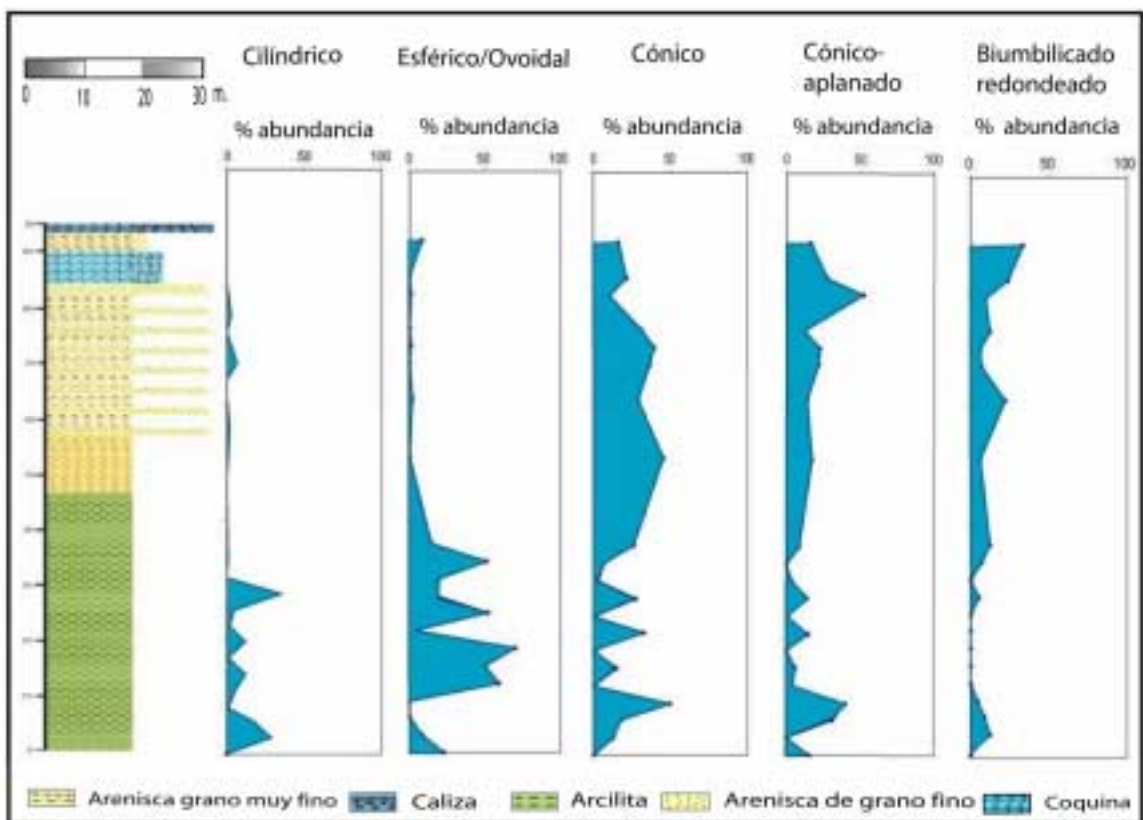 Cilíndrico
Esférico/Ovoidal
Cónico
Cónico-
aplanado
Biumbilicado
redondeado
0 10 20 30 m.
% abundancia
% abundancia
% abundancia
% abundancia
% abundancia
0 100
0 50 100
0 50 100
0 50 100
0 50 100
Arenisca grano muy fino
Caliza
Arcilita
Arenisca de grano fino
Coquina